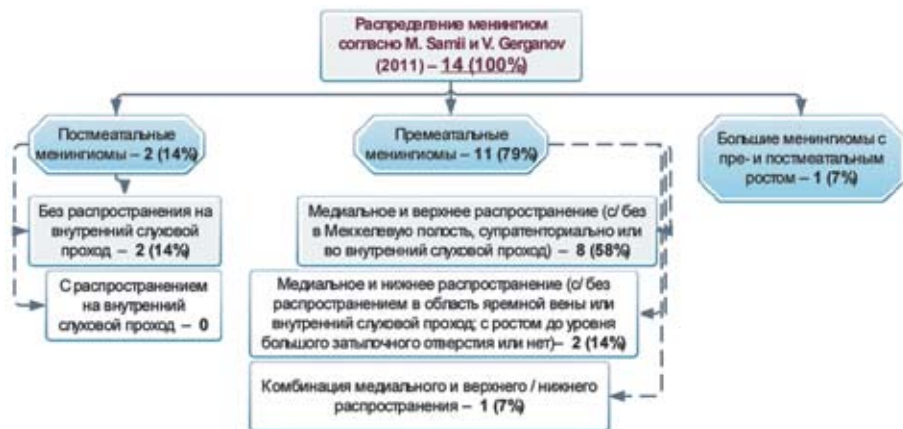 Распределение менингиом
согласно M. Samii и V. Gerganov
(2011) – 14 (100%)
Постмеатальные
менингиомы – 2 (14%)
Премеатальные
менингиомы – 11 (79%)
Большие менингиомы с
пре- и постмеатальным
ростом – 1 (7%)
Без распространения на
внутренний слуховой
проход – 2 (14%)
С распространением
на внутренний
слуховой проход – 0
Медиальное и верхнее распространение (с/ без
в Меккелевую полость, супратенториально или
во внутренний слуховой проход) – 8 (58%)
Медиальное и нижнее распространение (с/ без
распространением в область яремной вены или
внутренний слуховой проход; с ростом до уровня
большого затылочного отверстия или нет)– 2 (14%)
Комбинация медиального и верхнего / нижнего
распространения – 1 (7%)